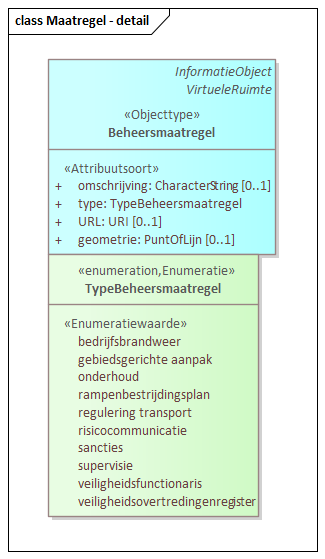 class Maatregel - detail
InformatieObject
VirtueleRuimte
«Objecttype»
Beheersmaatregel
«Attribuutsoort»
+ omschrijving: CharacterString [0..1]
+ type: TypeBeheersmaatregel
+ URL: URI [0..1]
+ geometrie: PuntOfLijn [0..1]
«enumeration,Enumeratie»
TypeBeheersmaatregel
«Enumeratiewaarde»
bedrijfsbrandweer
gebiedsgerichte aanpak
onderhoud
rampenbestrijdingsplan
regulering transport
risicocommunicatie
sancties
supervisie
veiligheidsfunctionaris
veiligheidsovertredingenregister